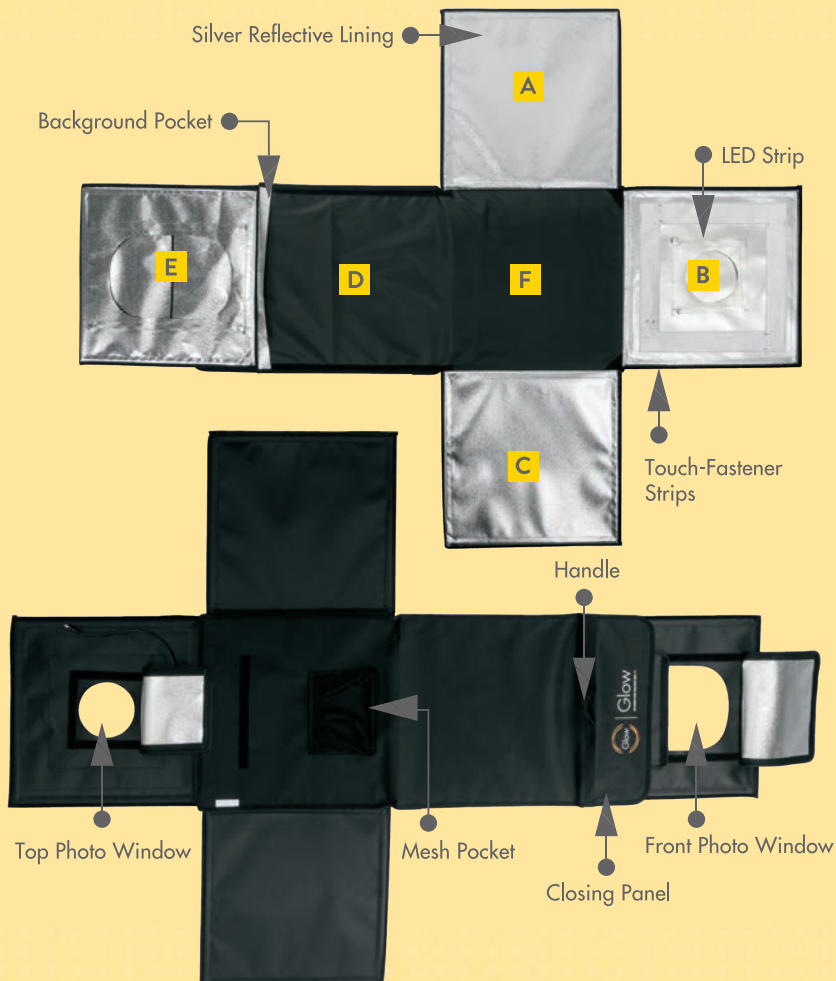 Silver Reflective Lining
A
Background Pocket
LED Strip
E
D
F
B
C
Touch-Fastener
Strips
Handle
Glow
Glow
Top Photo Window
Mesh Pocket
Front Photo Window
Closing Panel